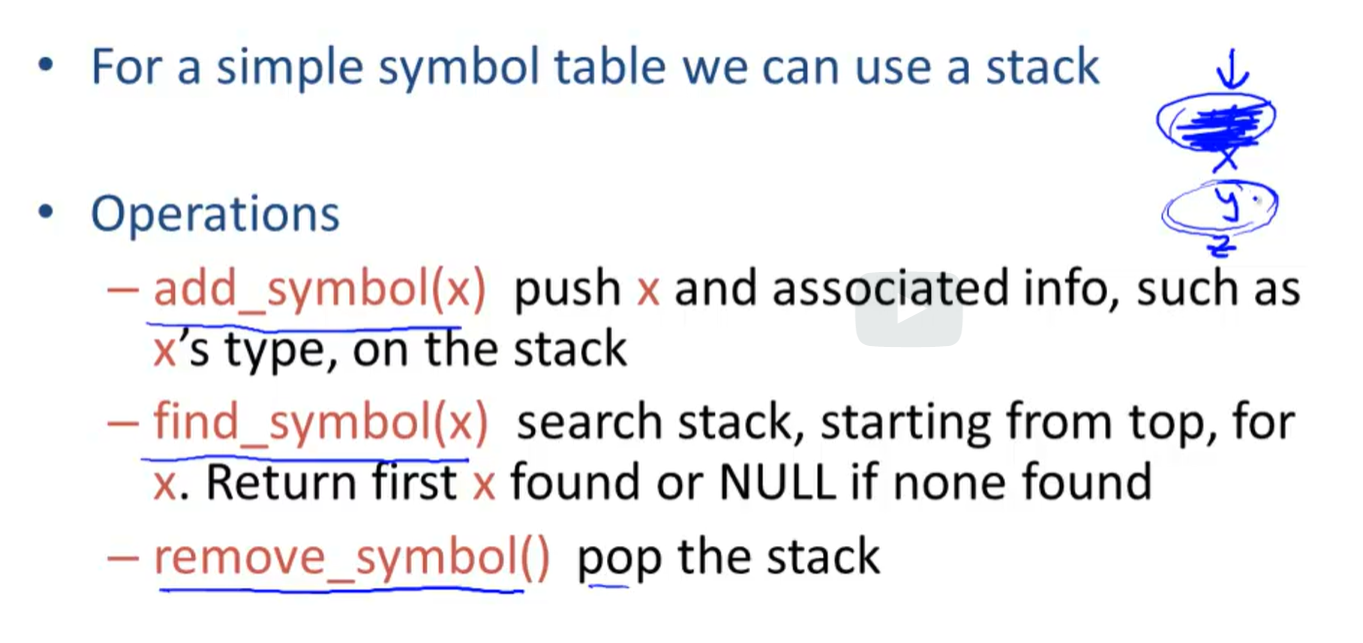 • For a simple symbol table we can use a stack
x
• Operations
y
z
– add_symbol(x) push x and associated info, such as
x's type, on the stack
– find_symbol(x) search stack, starting from top, for
x. Return first x found or NULL if none found
– remove_symbol() pop the stack